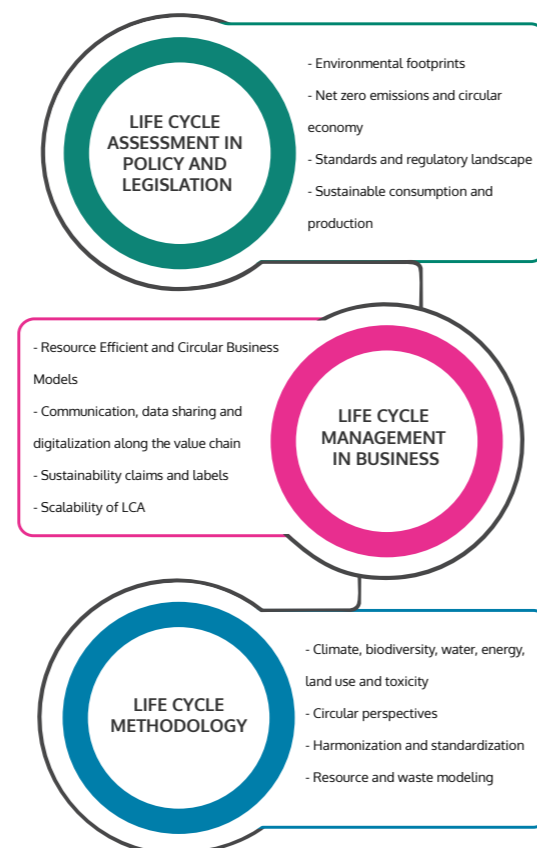 LIFE CYCLE
ASSESSMENT IN
POLICY AND
LEGISLATION
- Environmental footprints
- Net zero emissions and circular
economy
- Standards and regulatory landscape
- Sustainable consumption and
production
- Resource Efficient and Circular Business
Models
- Communication, data sharing and
digitalization along the value chain
- Sustainability claims and labels
- Scalability of LCA
LIFE CYCLE
MANAGEMENT
IN BUSINESS
LIFE CYCLE
METHODOLOGY
- Climate, biodiversity, water, energy,
land use and toxicity
- Circular perspectives
- Harmonization and standardization
- Resource and waste modeling